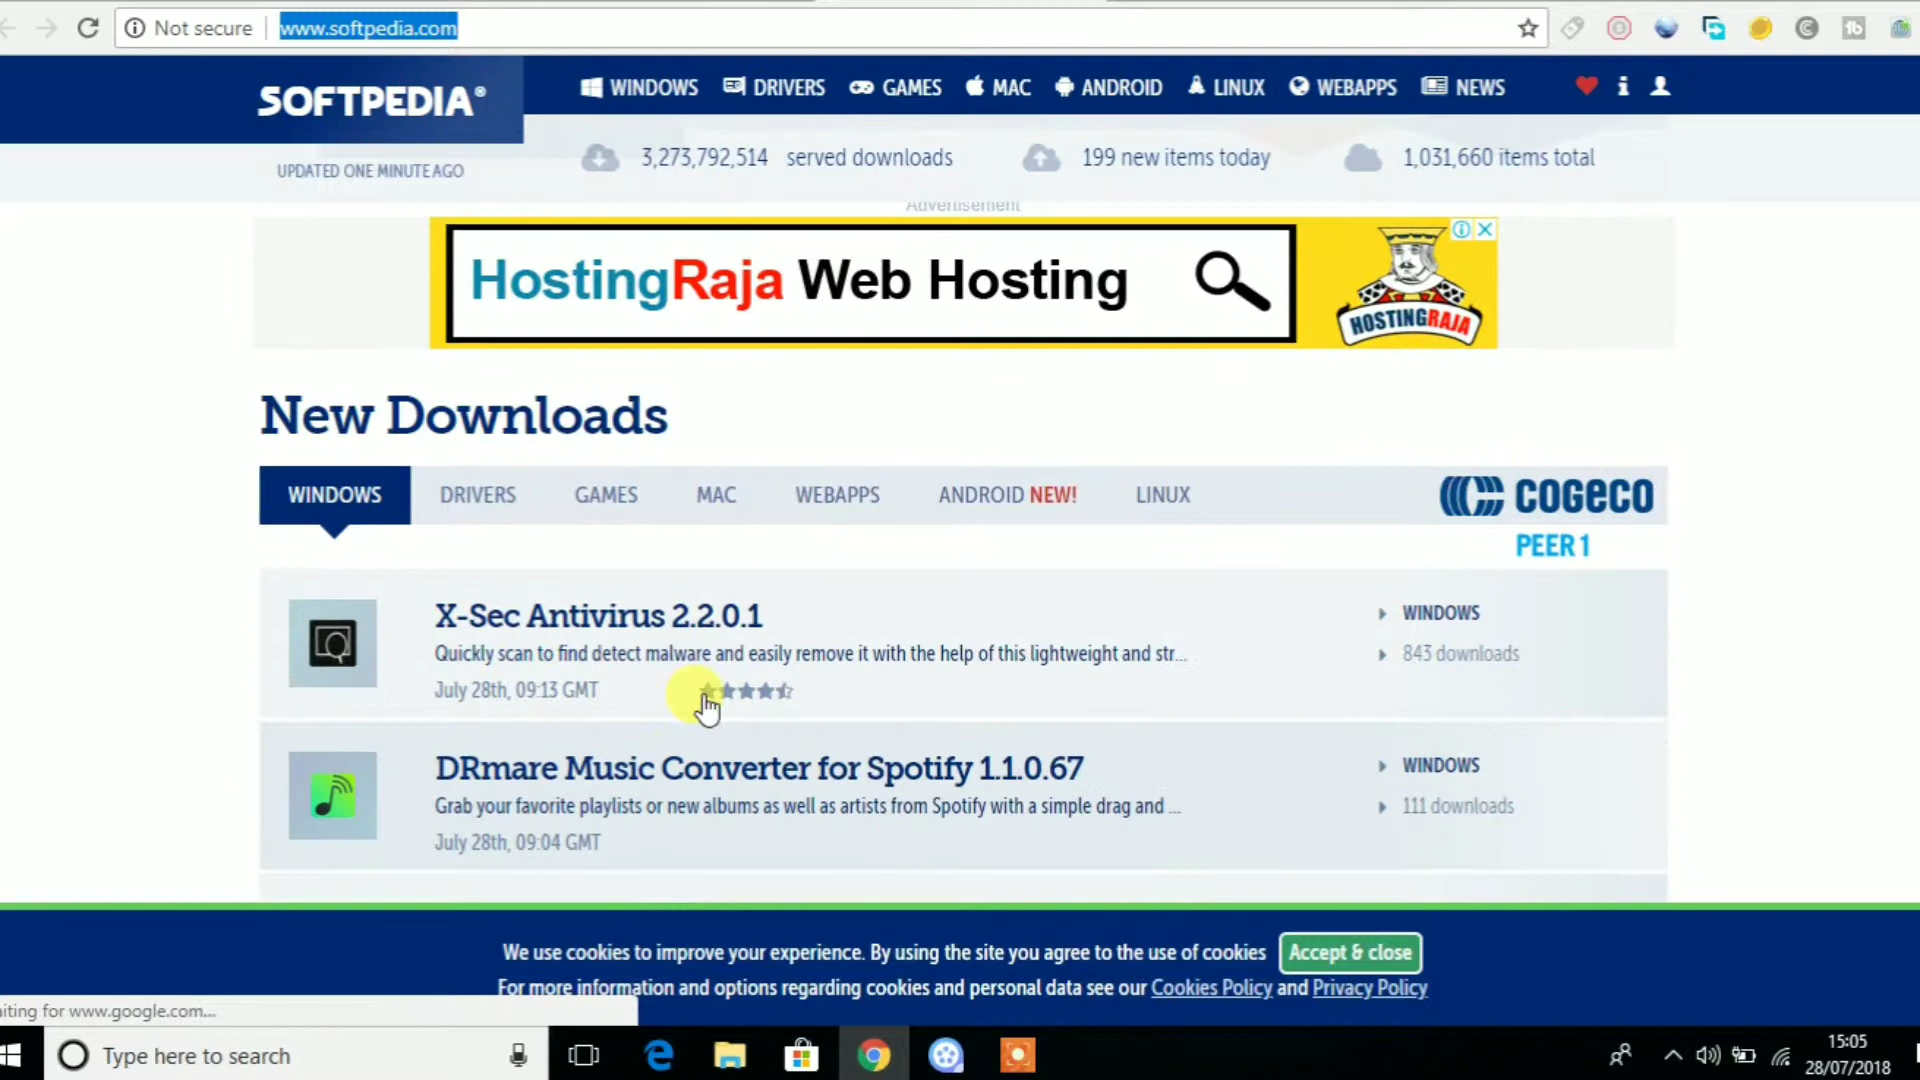 Not secure
www.softpedia.com
SOFTPEDIA®
WINDOWS
DRIVERS
GAMES
MAC
ANDROID
LINUX
WEBAPPS
NEWS
UPDATED ONE MINUTE AGO
3,273,792,514 served downloads
199 new items today
1,031,660 items total
Advertisement
HostingRaja Web Hosting
HOSTINGRAJA
New Downloads
WINDOWS
DRIVERS
GAMES
MAC
WEBAPPS
ANDROID NEW!
LINUX
COGECO
PEER 1
X-Sec Antivirus 2.2.0.1
WINDOWS
Quickly scan to find detect malware and easily remove it with the help of this lightweight and str...
843 downloads
July 28th, 09:13 GMT
DRmare Music Converter for Spotify 1.1.0.67
WINDOWS
Grab your favorite playlists or new albums as well as artists from Spotify with a simple drag and ...
111 downloads
July 28th, 09:04 GMT
We use cookies to improve your experience. By using the site you agree to the use of cookies
Accept & close
For more information and options regarding cookies and personal data see our Cookies Policy and Privacy Policy
aiting for www.google.com...
Type here to search
15:05
28/07/2018